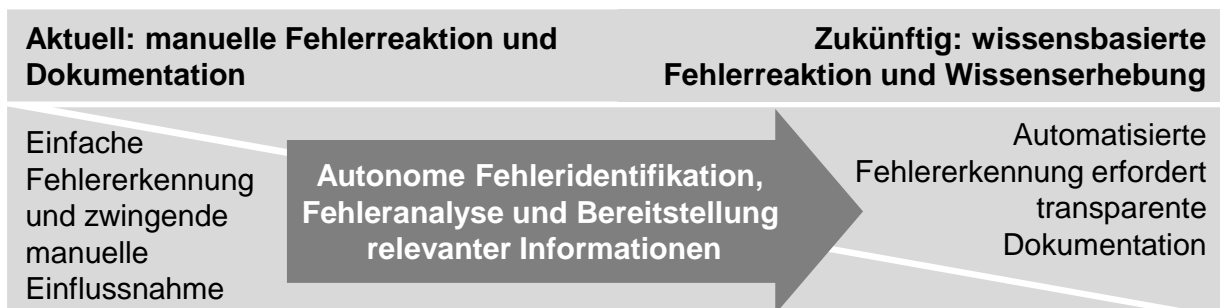 Aktuell: manuelle Fehlerreaktion und
Dokumentation
Zukünftig: wissensbasierte
Fehlerreaktion und Wissenserhebung
Einfache
Fehlererkennung
und zwingende
manuelle
Einflussnahme
Autonome Fehleridentifikation,
Fehleranalyse und Bereitstellung
relevanter Informationen
Automatisierte
Fehlererkennung erfordert
transparente
Dokumentation